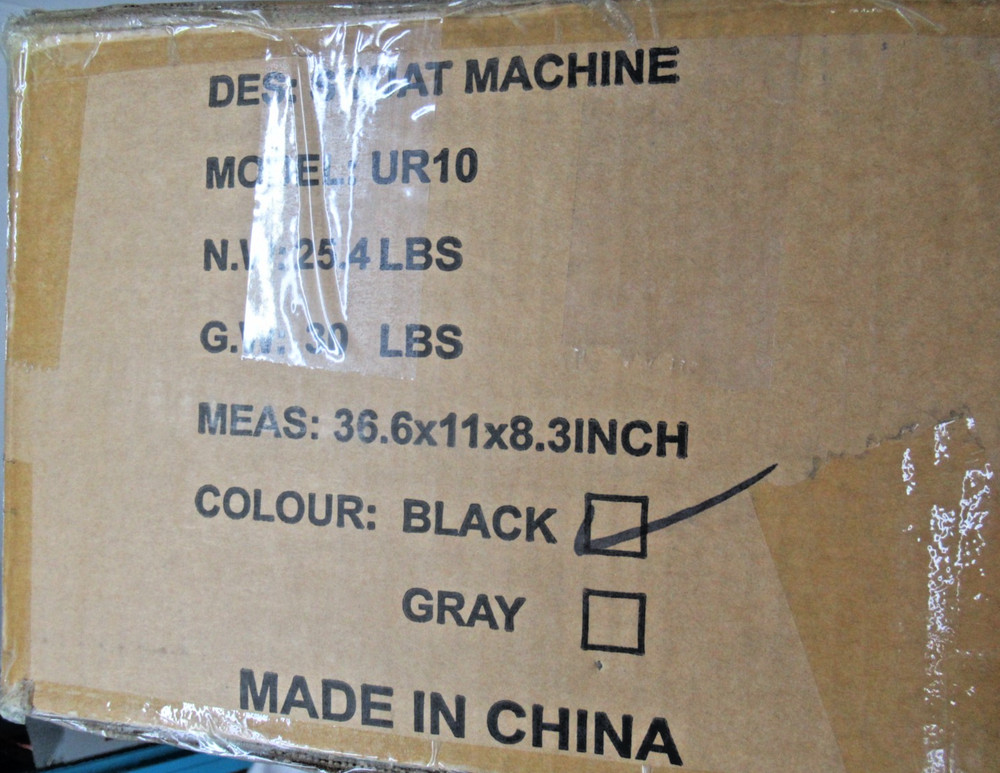 DES: SQUAT MACHINE
MODEL: UR10
N.W: 25.4 LBS
G.W: 30 LBS
MEAS: 36.6x11x8.3INCH
COLOUR: BLACK
GRAY
MADE IN CHINA